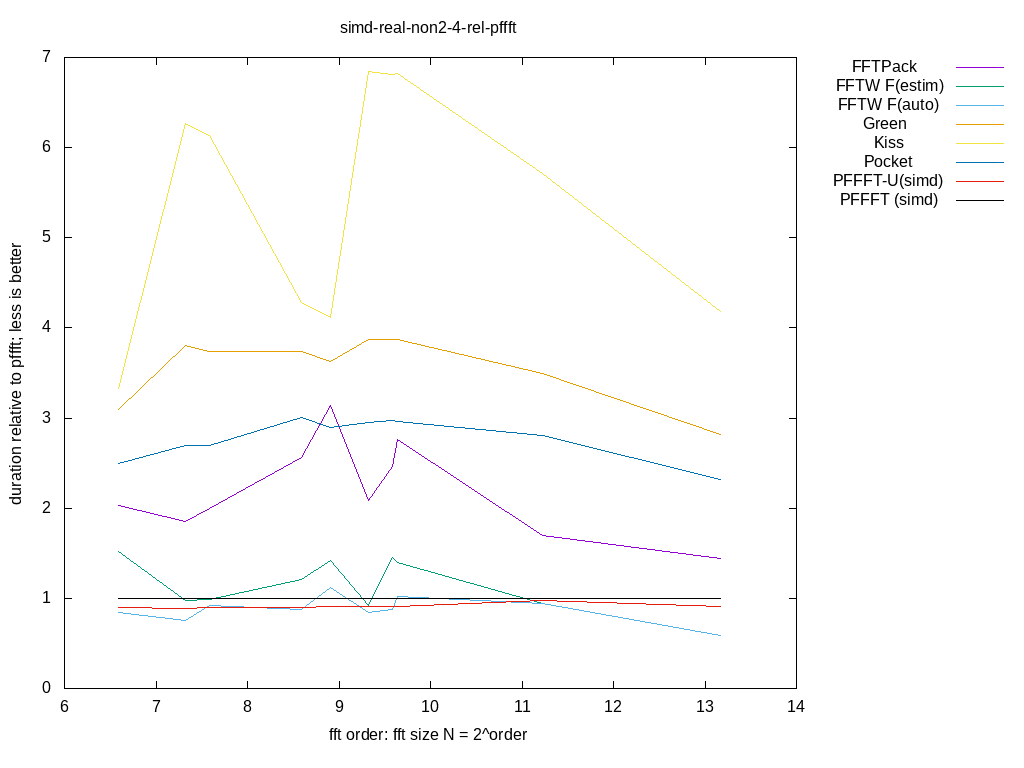 simd-real-non2-4-rel-pffft
7
6
5
4
3
2
1
0
duration relative to pffft; less is better
6 7 8 9 10 11 12 13 14
fft order: fft size N = 2^order
FFTPack
FFTW F(estim)
FFTW F(auto)
Green
Kiss
Pocket
PFFFT-U(simd)
PFFFT (simd)